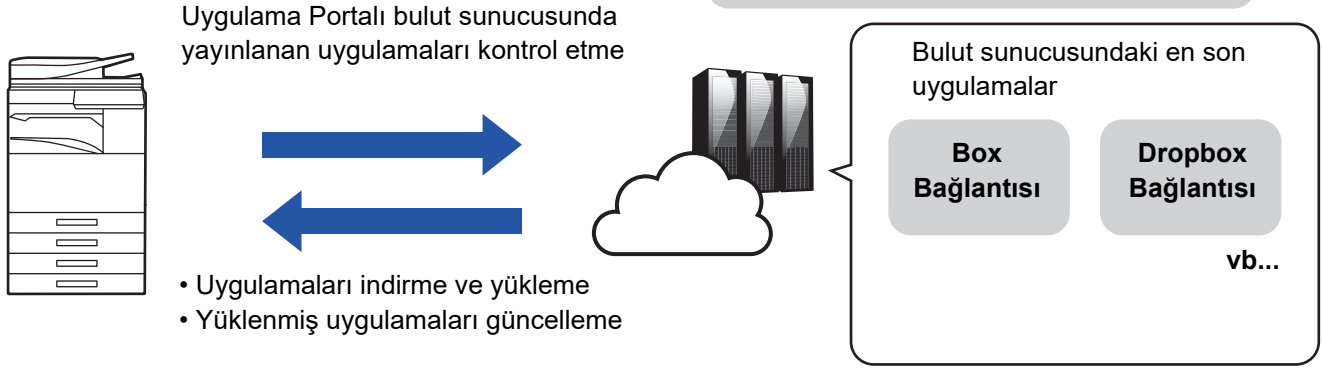 Uygulama Portalı bulut sunucusunda
yayınlanan uygulamaları kontrol etme
• Uygulamaları indirme ve yükleme
• Yüklenmiş uygulamaları güncelleme
Bulut sunucusundaki en son
uygulamalar
Box
Bağlantısı
Dropbox
Bağlantısı
vb...